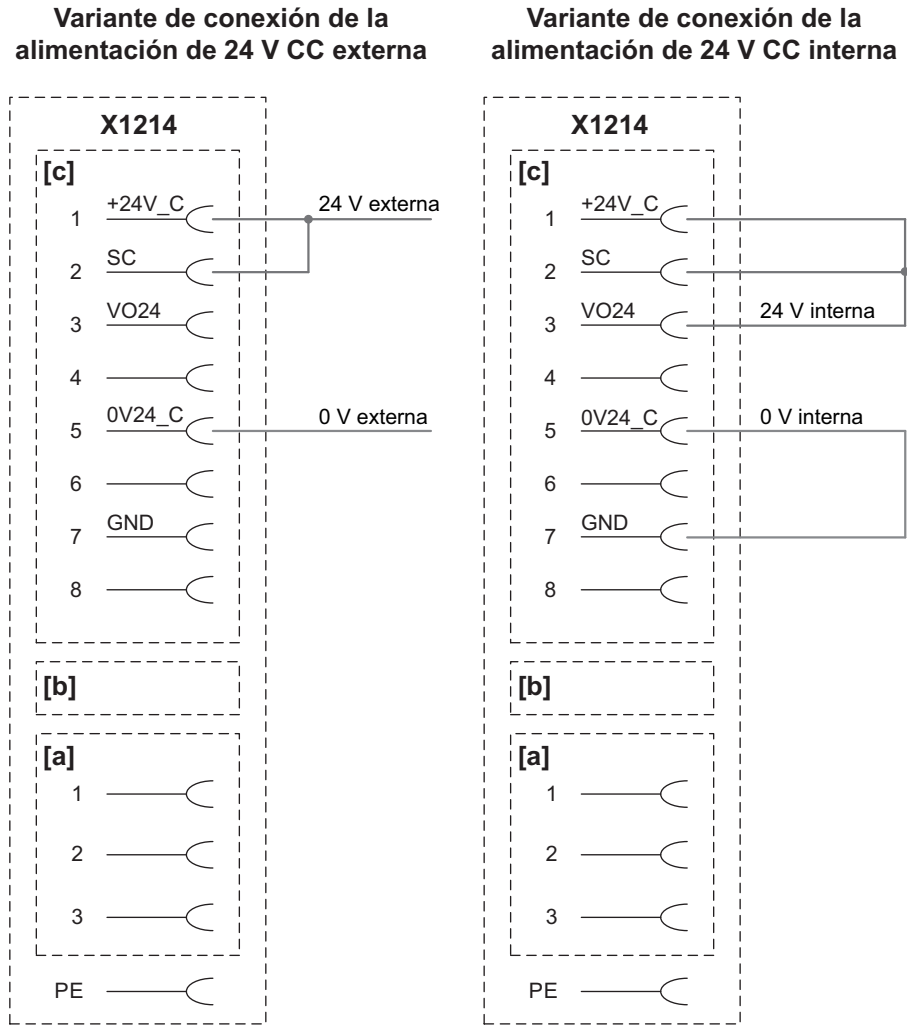 Variante de conexión de la
alimentación de 24 V CC externa
X1214
[c]
1 +24V_C 24 V externa
2 SC
3 VO24
4
5 0V24_C 0 V externa
6
7 GND
8
[b]
[a]
1
2
3
PE
Variante de conexión de la
alimentación de 24 V CC interna
X1214
[c]
1 +24V_C
2 SC
3 VO24 24 V interna
4
5 0V24_C 0 V interna
6
7 GND
8
[b]
[a]
1
2
3
PE